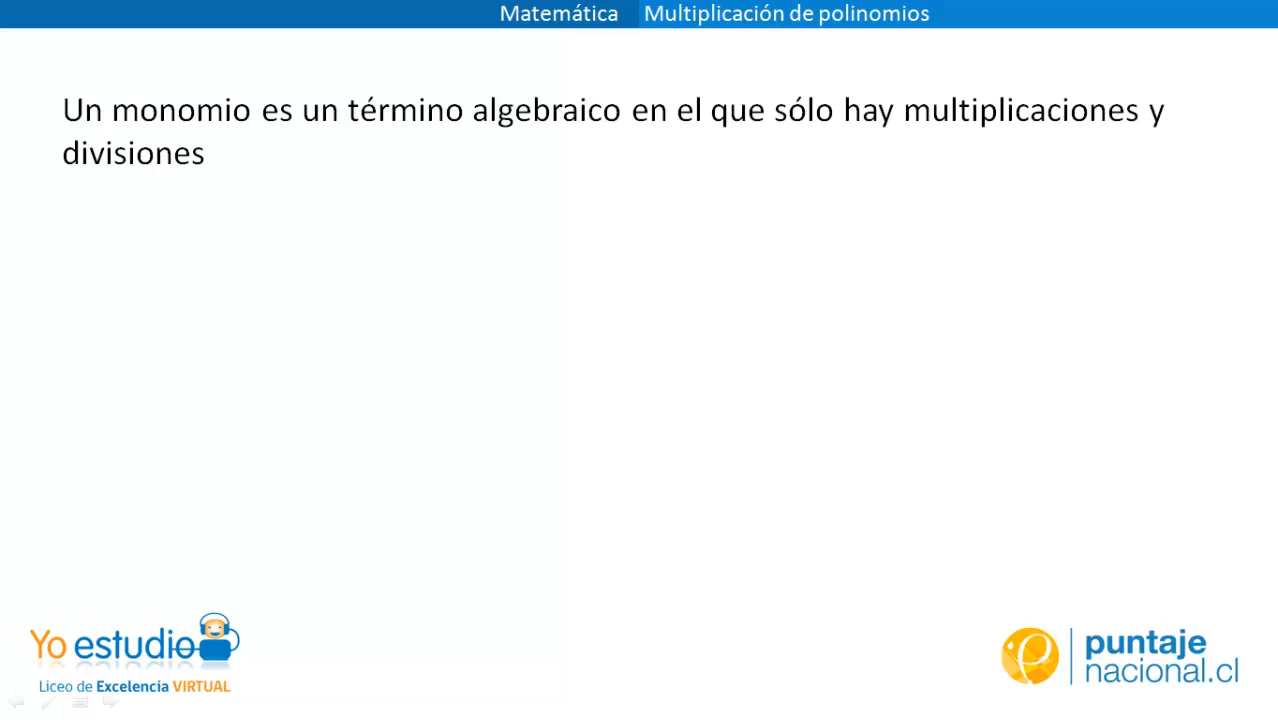 Matemática Multiplicación de polinomios
Un monomio es un término algebraico en el que sólo hay multiplicaciones y
divisiones
Yo estudio
Liceo de Excelencia VIRTUAL
puntaje
nacional.cl